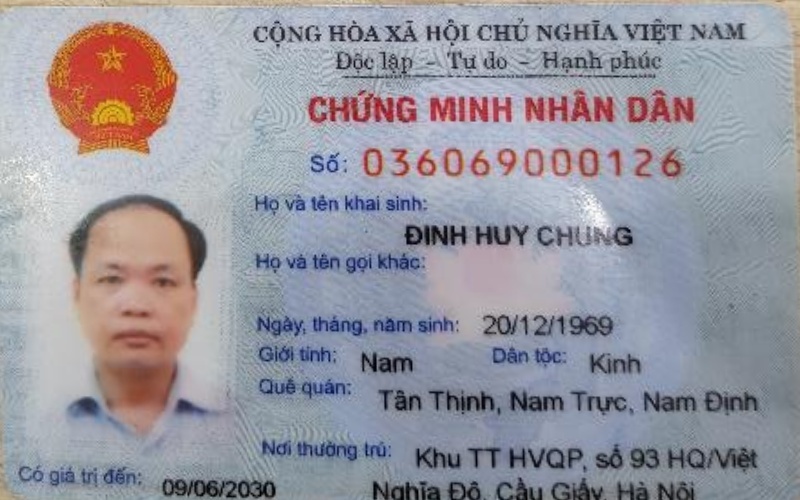 CỘNG HÒA XÃ HỘI CHỦ NGHĨA VIỆT NAM
Độc lập - Tự do - Hạnh phúc
CHỨNG MINH NHÂN DÂN
Số: 036069000126
Họ và tên khai sinh:
ĐINH HUY CHUNG
Họ và tên gọi khác:
Ngày, tháng, năm sinh: 20/12/1969
Giới tính: Nam Dân tộc: Kinh
Quê quán: Tân Thịnh, Nam Trực, Nam Định
Nơi thường trú: Khu TT HVQP, số 93 HQ/Việt
Nghĩa Đô, Cầu Giấy, Hà Nội
Có giá trị đến: 09/06/2030